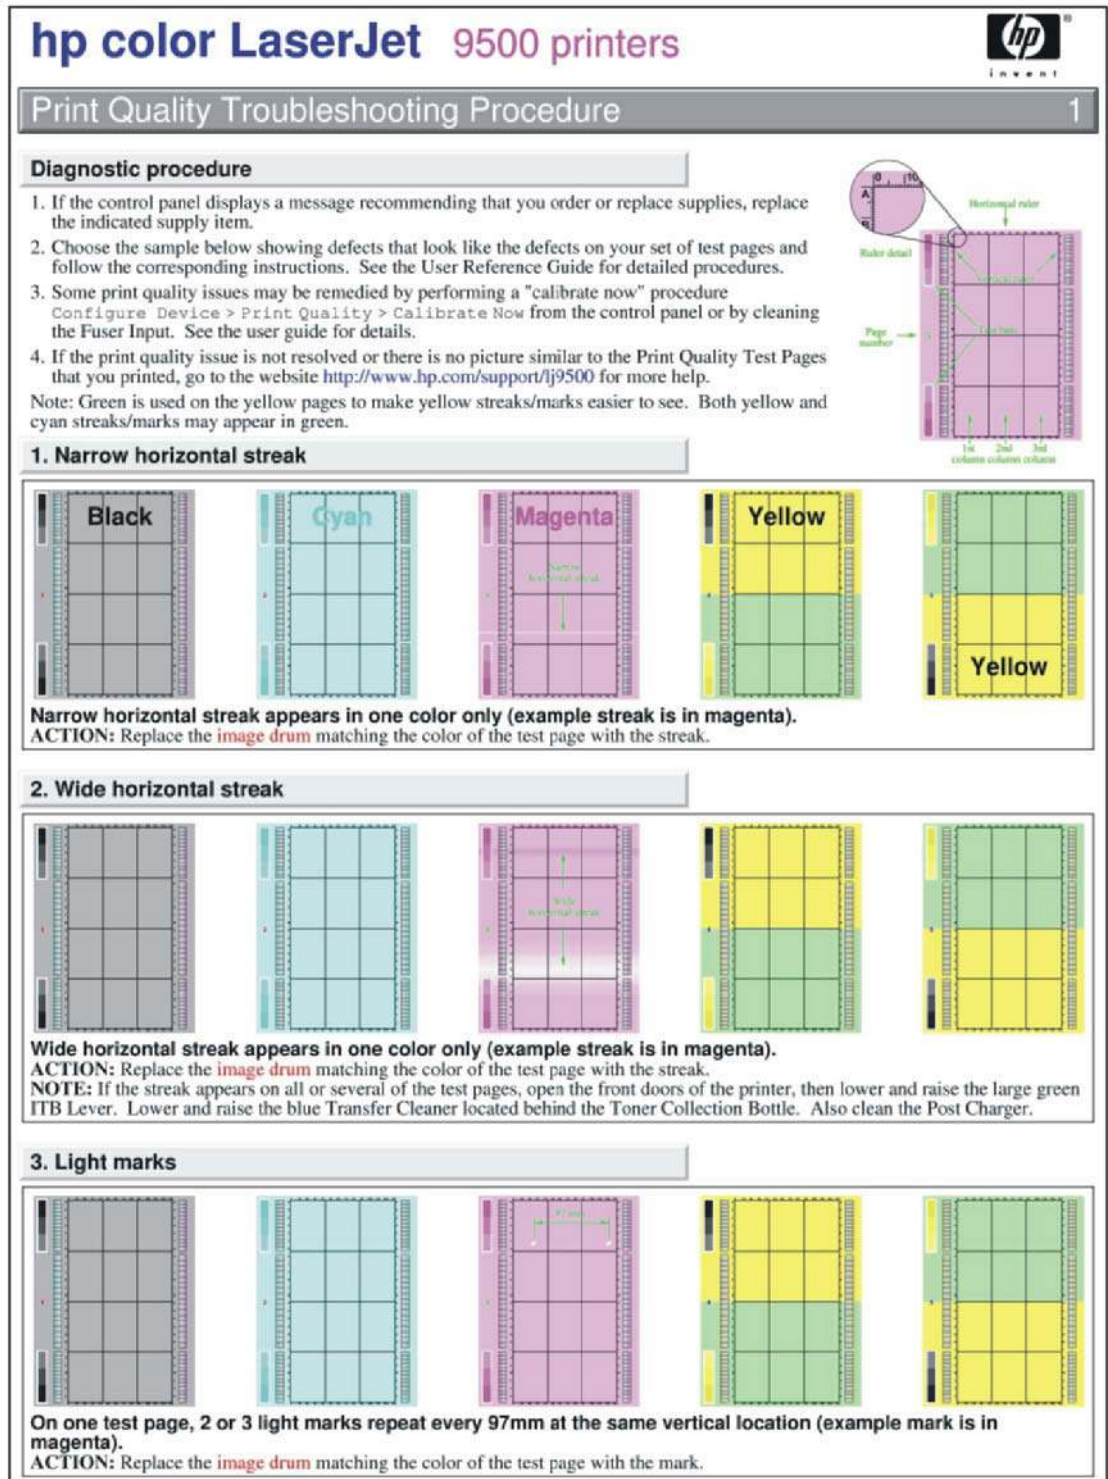 hp color LaserJet 9500 printers
hp
invent
Print Quality Troubleshooting Procedure 1
Diagnostic procedure
1. If the control panel displays a message recommending that you order or replace supplies, replace
the indicated supply item.
2. Choose the sample below showing defects that look like the defects on your set of test pages and
follow the corresponding instructions. See the User Reference Guide for detailed procedures.
3. Some print quality issues may be remedied by performing a "calibrate now" procedure
Configure Device > Print Quality > Calibrate Now from the control panel or by cleaning
the Fuser Input. See the user guide for details.
4. If the print quality issue is not resolved or there is no picture similar to the Print Quality Test Pages
that you printed, go to the website http://www.hp.com/support/lj9500 for more help.
Note: Green is used on the yellow pages to make yellow streaks/marks easier to see. Both yellow and
cyan streaks/marks may appear in green.
0 10
A
B
Horizontal ruler
Ruler detail
Vertical ruler
Page
number
1st 2nd 3rd
column column column
1. Narrow horizontal streak
Black Cyan Magenta Yellow
Narrow
horizontal streak
Yellow
Narrow horizontal streak appears in one color only (example streak is in magenta).
ACTION: Replace the image drum matching the color of the test page with the streak.
2. Wide horizontal streak
Wide
horizontal streak
Wide horizontal streak appears in one color only (example streak is in magenta).
ACTION: Replace the image drum matching the color of the test page with the streak.
NOTE: If the streak appears on all or several of the test pages, open the front doors of the printer, then lower and raise the large green
ITB Lever. Lower and raise the blue Transfer Cleaner located behind the Toner Collection Bottle. Also clean the Post Charger.
3. Light marks
97 mm
On one test page, 2 or 3 light marks repeat every 97mm at the same vertical location (example mark is in
magenta).
ACTION: Replace the image drum matching the color of the test page with the mark.